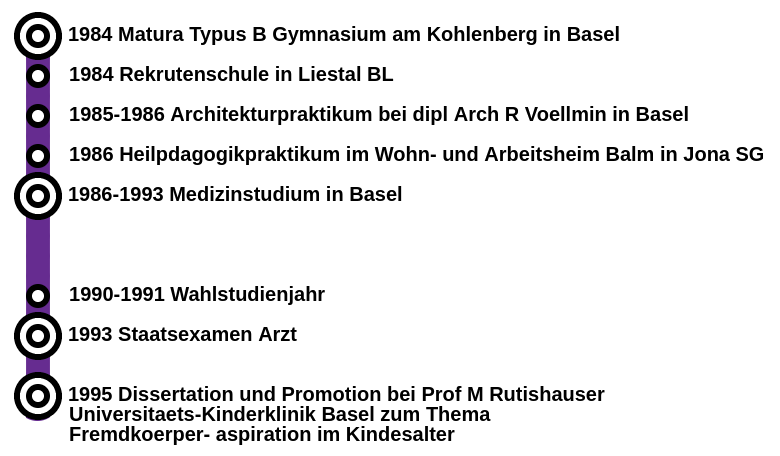 1984 Matura Typus B Gymnasium am Kohlenberg in Basel
1984 Rekrutenschule in Liestal BL
1985-1986 Architekturpraktikum bei dipl Arch R Voellmin in Basel
1986 Heilpdagogikpraktikum im Wohn- und Arbeitsheim Balm in Jona SG
1986-1993 Medizinstudium in Basel
1990-1991 Wahlstudienjahr
1993 Staatsexamen Arzt
1995 Dissertation und Promotion bei Prof M Rutishauser
Universitaets-Kinderklinik Basel zum Thema
Fremdkoerper- aspiration im Kindesalter